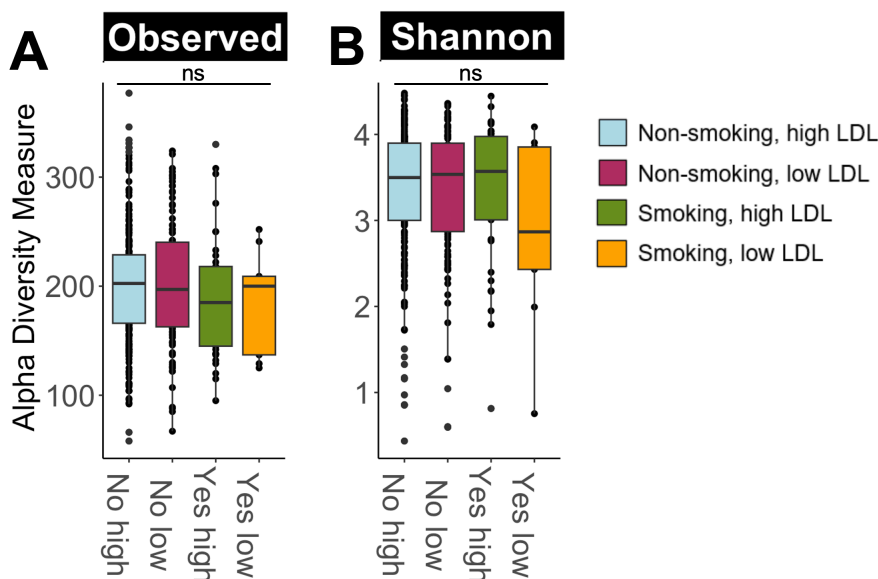 A
Observed
B
Shannon
ns
ns
Alpha Diversity Measure
300
200
100
4
3
2
1
No high
No low
Yes high
Yes low
No high
No low
Yes high
Yes low
Non-smoking, high LDL
Non-smoking, low LDL
Smoking, high LDL
Smoking, low LDL